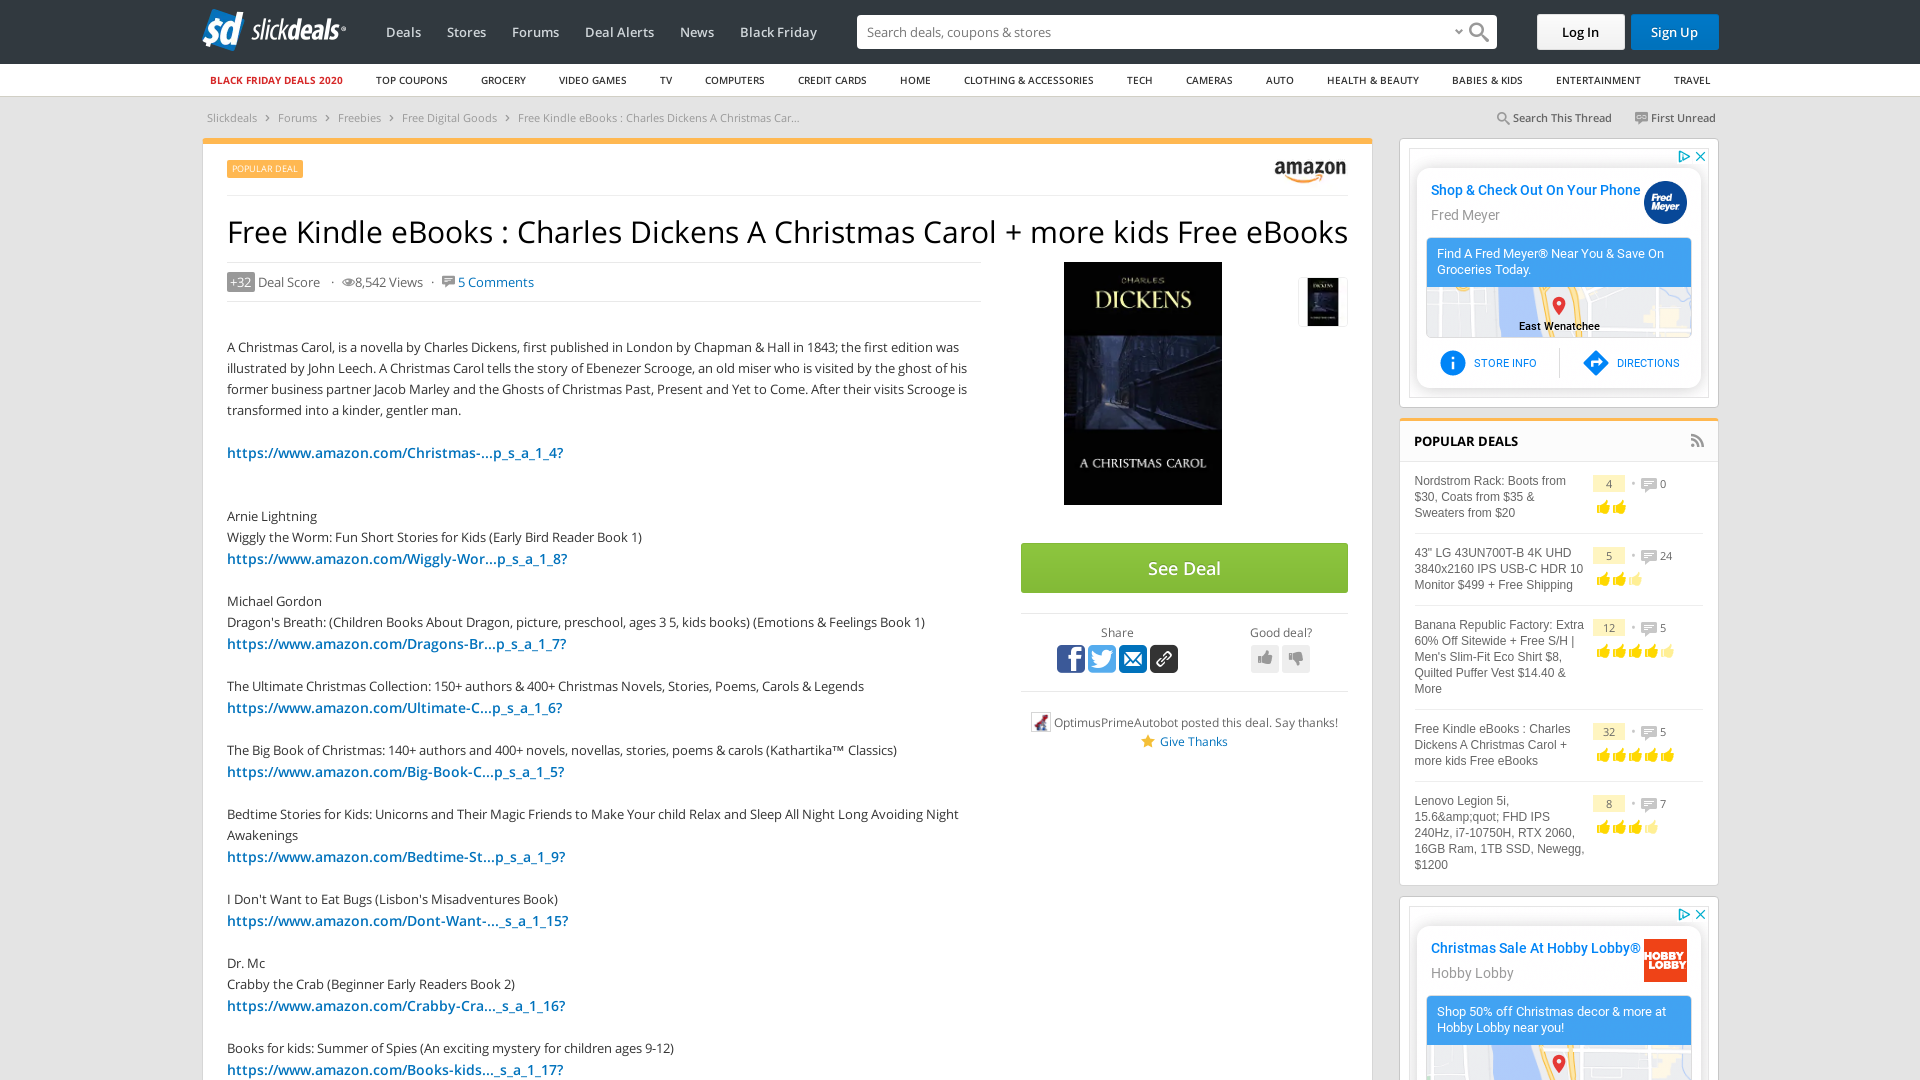 sd slickdeals
Deals
Stores
Forums
Deal Alerts
News
Black Friday
Search deals, coupons & stores
Log In
Sign Up
BLACK FRIDAY DEALS 2020
TOP COUPONS
GROCERY
VIDEO GAMES
TV
COMPUTERS
CREDIT CARDS
HOME
CLOTHING & ACCESSORIES
TECH
CAMERAS
AUTO
HEALTH & BEAUTY
BABIES & KIDS
ENTERTAINMENT
TRAVEL
Slickdeals > Forums > Freebies > Free Digital Goods > Free Kindle eBooks : Charles Dickens A Christmas Car...
Search This Thread
First Unread
POPULAR DEAL
amazon
Free Kindle eBooks : Charles Dickens A Christmas Carol + more kids Free eBooks
+32 Deal Score · 8,542 Views · 5 Comments
A Christmas Carol, is a novella by Charles Dickens, first published in London by Chapman & Hall in 1843; the first edition was
illustrated by John Leech. A Christmas Carol tells the story of Ebenezer Scrooge, an old miser who is visited by the ghost of his
former business partner Jacob Marley and the Ghosts of Christmas Past, Present and Yet to Come. After their visits Scrooge is
transformed into a kinder, gentler man.
https://www.amazon.com/Christmas-...p_s_a_1_4?
Arnie Lightning
Wiggly the Worm: Fun Short Stories for Kids (Early Bird Reader Book 1)
https://www.amazon.com/Wiggly-Wor...p_s_a_1_8?
Michael Gordon
Dragon's Breath: (Children Books About Dragon, picture, preschool, ages 3 5, kids books) (Emotions & Feelings Book 1)
https://www.amazon.com/Dragons-Br...p_s_a_1_7?
The Ultimate Christmas Collection: 150+ authors & 400+ Christmas Novels, Stories, Poems, Carols & Legends
https://www.amazon.com/Ultimate-C...p_s_a_1_6?
The Big Book of Christmas: 140+ authors and 400+ novels, novellas, stories, poems & carols (Kathartika™ Classics)
https://www.amazon.com/Big-Book-C...p_s_a_1_5?
Bedtime Stories for Kids: Unicorns and Their Magic Friends to Make Your child Relax and Sleep All Night Long Avoiding Night
Awakenings
https://www.amazon.com/Bedtime-St...p_s_a_1_9?
I Don't Want to Eat Bugs (Lisbon's Misadventures Book)
https://www.amazon.com/Dont-Want-..._s_a_1_15?
Dr. Mc
Crabby the Crab (Beginner Early Readers Book 2)
https://www.amazon.com/Crabby-Cra..._s_a_1_16?
Books for kids: Summer of Spies (An exciting mystery for children ages 9-12)
https://www.amazon.com/Books-kids..._s_a_1_17?
CHARLES
DICKENS
A CHRISTMAS CAROL
See Deal
Share
Good deal?
OptimusPrimeAutobot posted this deal. Say thanks!
Give Thanks
Shop & Check Out On Your Phone
Fred Meyer
Fred Meyer
Find A Fred Meyer® Near You & Save On
Groceries Today.
East Wenatchee
STORE INFO
DIRECTIONS
POPULAR DEALS
Nordstrom Rack: Boots from
$30, Coats from $35 &
Sweaters from $20
4 • 0
43" LG 43UN700T-B 4K UHD
3840x2160 IPS USB-C HDR 10
Monitor $499 + Free Shipping
5 • 24
Banana Republic Factory: Extra
60% Off Sitewide + Free S/H |
Men's Slim-Fit Eco Shirt $8,
Quilted Puffer Vest $14.40 &
More
12 • 5
Free Kindle eBooks : Charles
Dickens A Christmas Carol +
more kids Free eBooks
32 • 5
Lenovo Legion 5i,
15.6&amp;quot; FHD IPS
240Hz, i7-10750H, RTX 2060,
16GB Ram, 1TB SSD, Newegg,
$1200
8 • 7
Christmas Sale At Hobby Lobby®
Hobby Lobby
HOBBY
LOBBY
Shop 50% off Christmas decor & more at
Hobby Lobby near you!